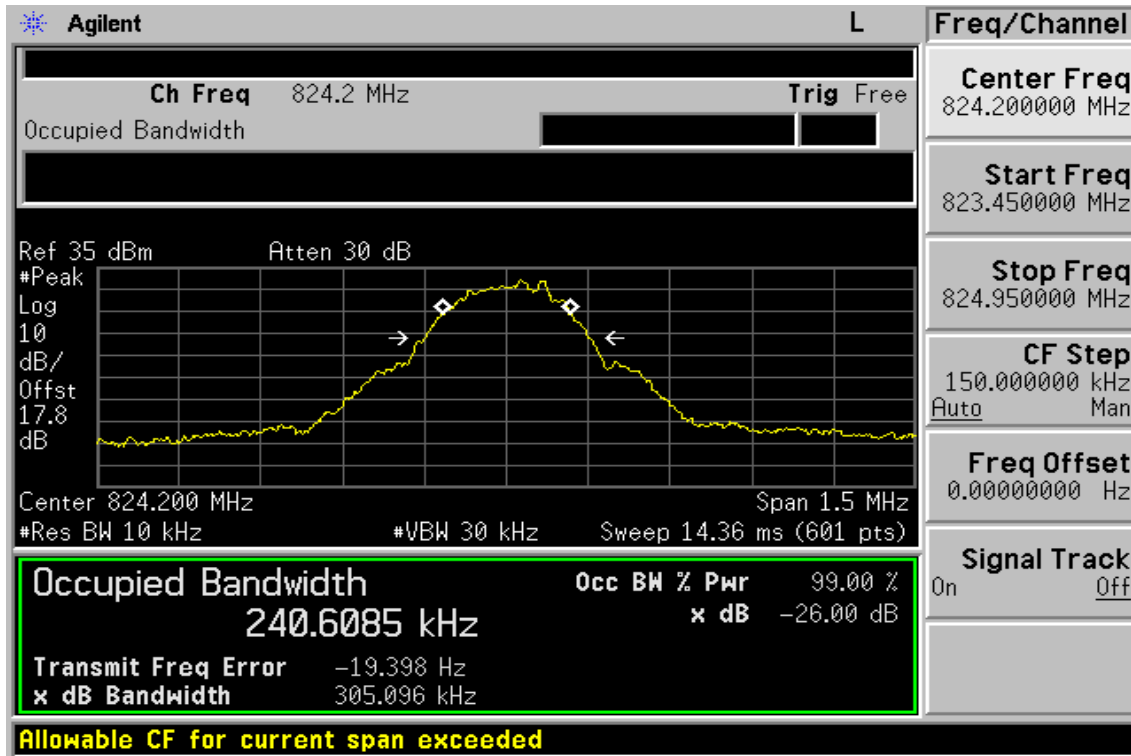 Agilent L
Freq/Channel
Ch Freq 824.2 MHz Trig Free
Occupied Bandwidth
Ref 35 dBm Atten 30 dB
#Peak
Log
10
dB/
Offst
17.8
dB
Center 824.200 MHz Span 1.5 MHz
#Res BW 10 kHz #VBW 30 kHz Sweep 14.36 ms (601 pts)
Occupied Bandwidth
240.6085 kHz
Occ BW % Pwr 99.00 %
x dB -26.00 dB
Transmit Freq Error -19.398 Hz
x dB Bandwidth 305.096 kHz
Allowable CF for current span exceeded
Center Freq
824.200000 MHz
Start Freq
823.450000 MHz
Stop Freq
824.950000 MHz
CF Step
150.000000 kHz
Auto Man
Freq Offset
0.00000000 Hz
Signal Track
On Off